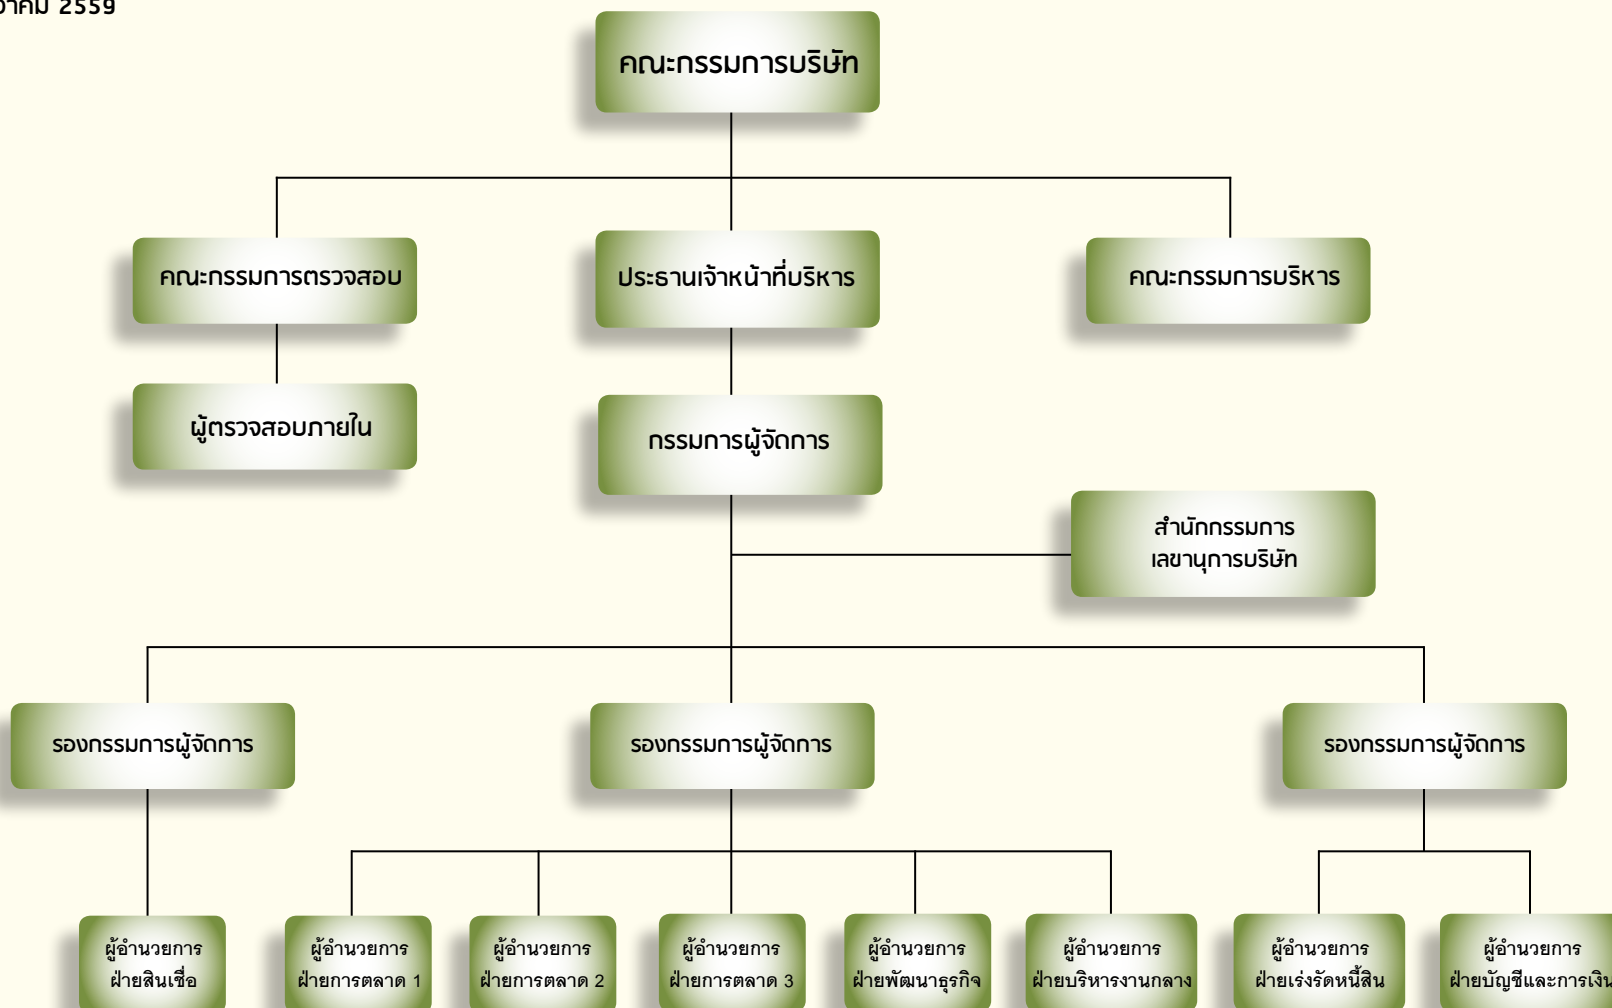 2559
คณะกรรมการบริษัท
คณะกรรมการตรวจสอบ
ประธานเจ้าหน้าที่บริหาร
คณะกรรมการบริหาร
ผู้ตรวจสอบภายใน
กรรมการผู้จัดการ
สำนักกรรมการ
เลขานุการบริษัท
รองกรรมการผู้จัดการ
รองกรรมการผู้จัดการ
รองกรรมการผู้จัดการ
ผู้อำนวยการ
ฝ่ายสินเชื่อ
ผู้อำนวยการ
ฝ่ายการตลาด 1
ผู้อำนวยการ
ฝ่ายการตลาด 2
ผู้อำนวยการ
ฝ่ายการตลาด 3
ผู้อำนวยการ
ฝ่ายพัฒนาธุรกิจ
ผู้อำนวยการ
ฝ่ายบริหารงานกลาง
ผู้อำนวยการ
ฝ่ายเร่งรัดหนี้สิน
ผู้อำนวยการ
ฝ่ายบัญชีและการเงิน